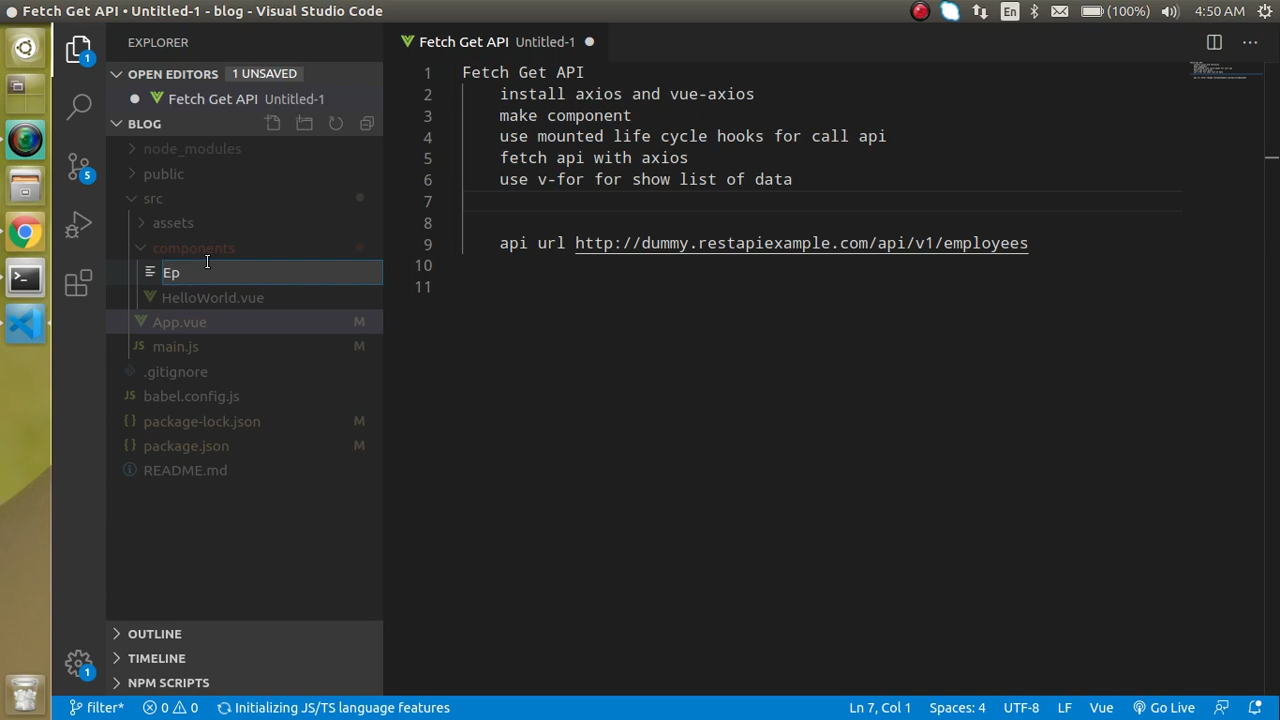 Fetch Get API • Untitled-1 - blog - Visual Studio Code
En
(100%)
4:50 AM
EXPLORER
OPEN EDITORS
1 UNSAVED
Fetch Get API Untitled-1
BLOG
node_modules
public
src
assets
components
Ep
HelloWorld.vue
App.vue M
JS main.js M
.gitignore
JS babel.config.js
{ } package-lock.json M
{ } package.json M
README.md
OUTLINE
TIMELINE
NPM SCRIPTS
1
5
1
Fetch Get API Untitled-1
1 Fetch Get API
2 install axios and vue-axios
3 make component
4 use mounted life cycle hooks for call api
5 fetch api with axios
6 use v-for for show list of data
7
8
9 api url http://dummy.restapiexample.com/api/v1/employees
10
11
filter*
0
0
Initializing JS/TS language features
Ln 7, Col 1
Spaces: 4
UTF-8
LF
Vue
Go Live